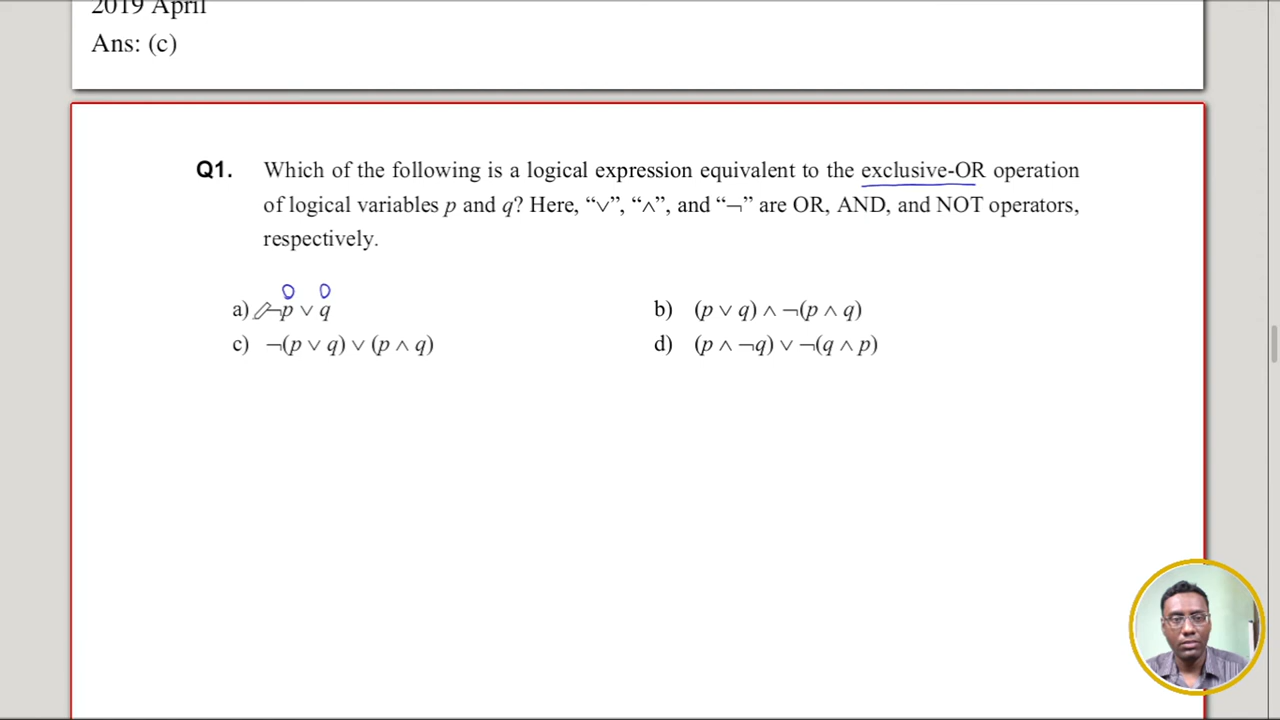 2019 April
Ans: (c)
Q1. Which of the following is a logical expression equivalent to the exclusive-OR operation
of logical variables p and q? Here, “∨”, “∧”, and “¬” are OR, AND, and NOT operators,
respectively.
0 0
a) ¬p ∨ q
b) (p ∨ q) ∧ ¬(p ∧ q)
c) ¬(p ∨ q) ∨ (p ∧ q)
d) (p ∧ ¬q) ∨ ¬(q ∧ p)